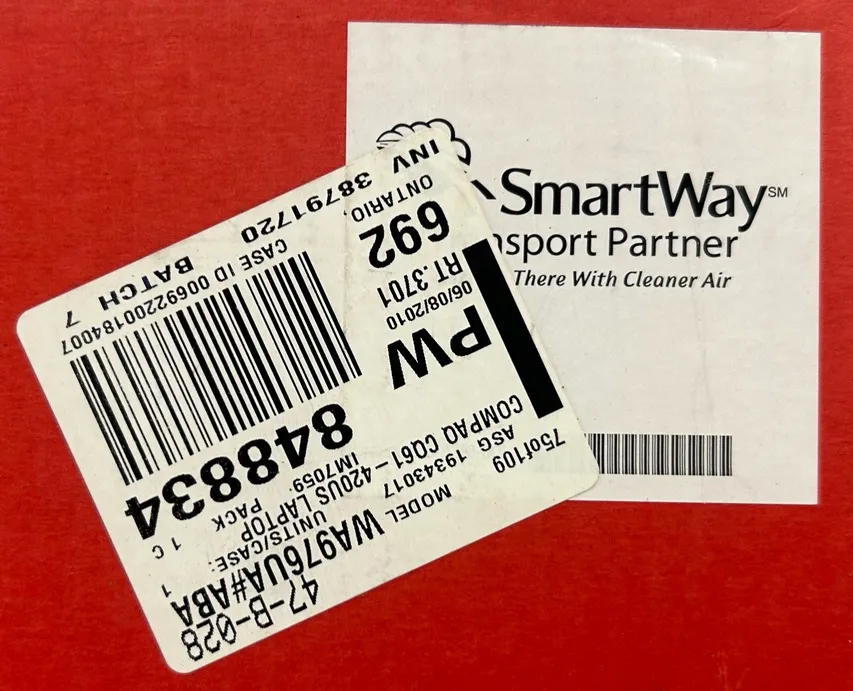 SmartWay℠
nsport Partner
There With Cleaner Air
47-B-028
MODEL WA976UA#ABA
75of109
ASG 19343017 UNITS/CASE: 1
COMPAQ CQ61-420US LAPTOP
IM7059. PACK 1 C
848834
PW
06/08/2010
RT.3701
692
ONTARIO
CASE ID 00692200184007
INV 38791720 BATCH 7